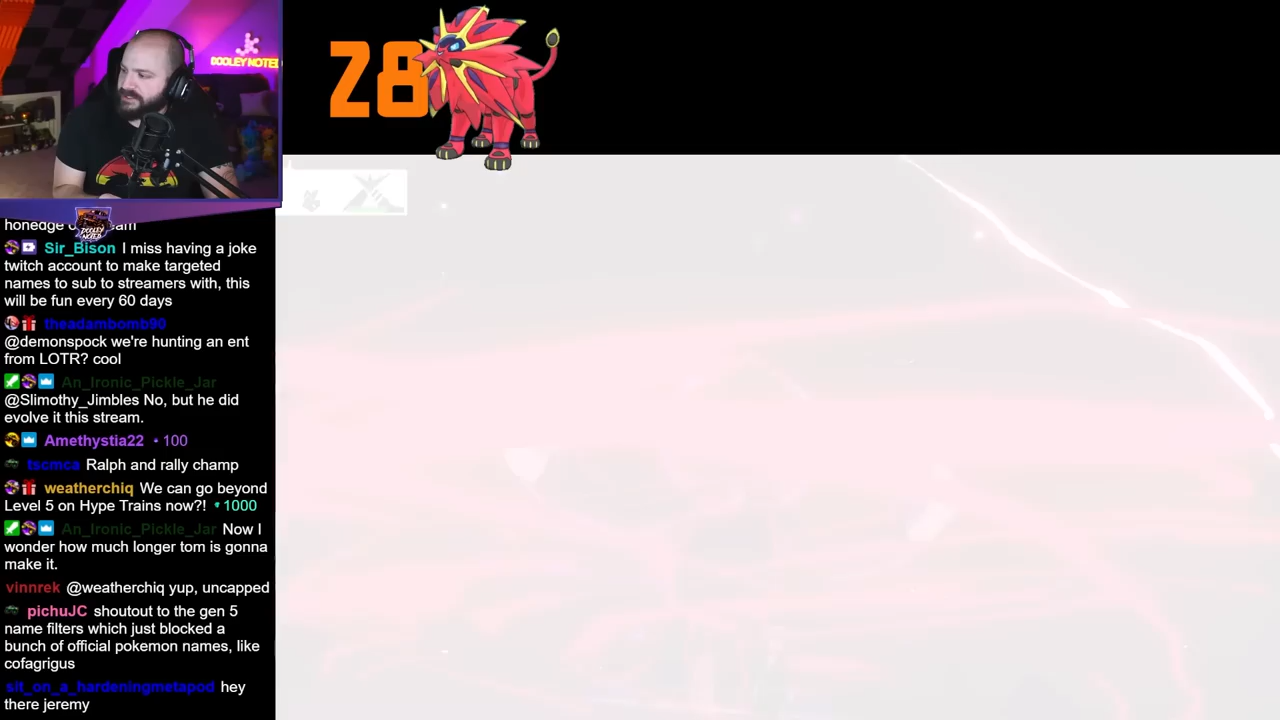 DOOLEY NOTED
28
DOOLEY NOTED
Sir_Bison I miss having a joke
twitch account to make targeted
names to sub to streamers with, this
will be fun every 60 days
theadambomb90
@demonspock we're hunting an ent
from LOTR? cool
An_Ironic_Pickle_Jar
@Slimothy_Jimbles No, but he did
evolve it this stream.
Amethystia22 100
tscmca Ralph and rally champ
weatherchiq We can go beyond
Level 5 on Hype Trains now?! 1000
An_Ironic_Pickle_Jar Now I
wonder how much longer tom is gonna
make it.
vinnrek @weatherchiq yup, uncapped
pichuJC shoutout to the gen 5
name filters which just blocked a
bunch of official pokemon names, like
cofagrigus
sit_on_a_hardeningmetapod hey
there jeremy